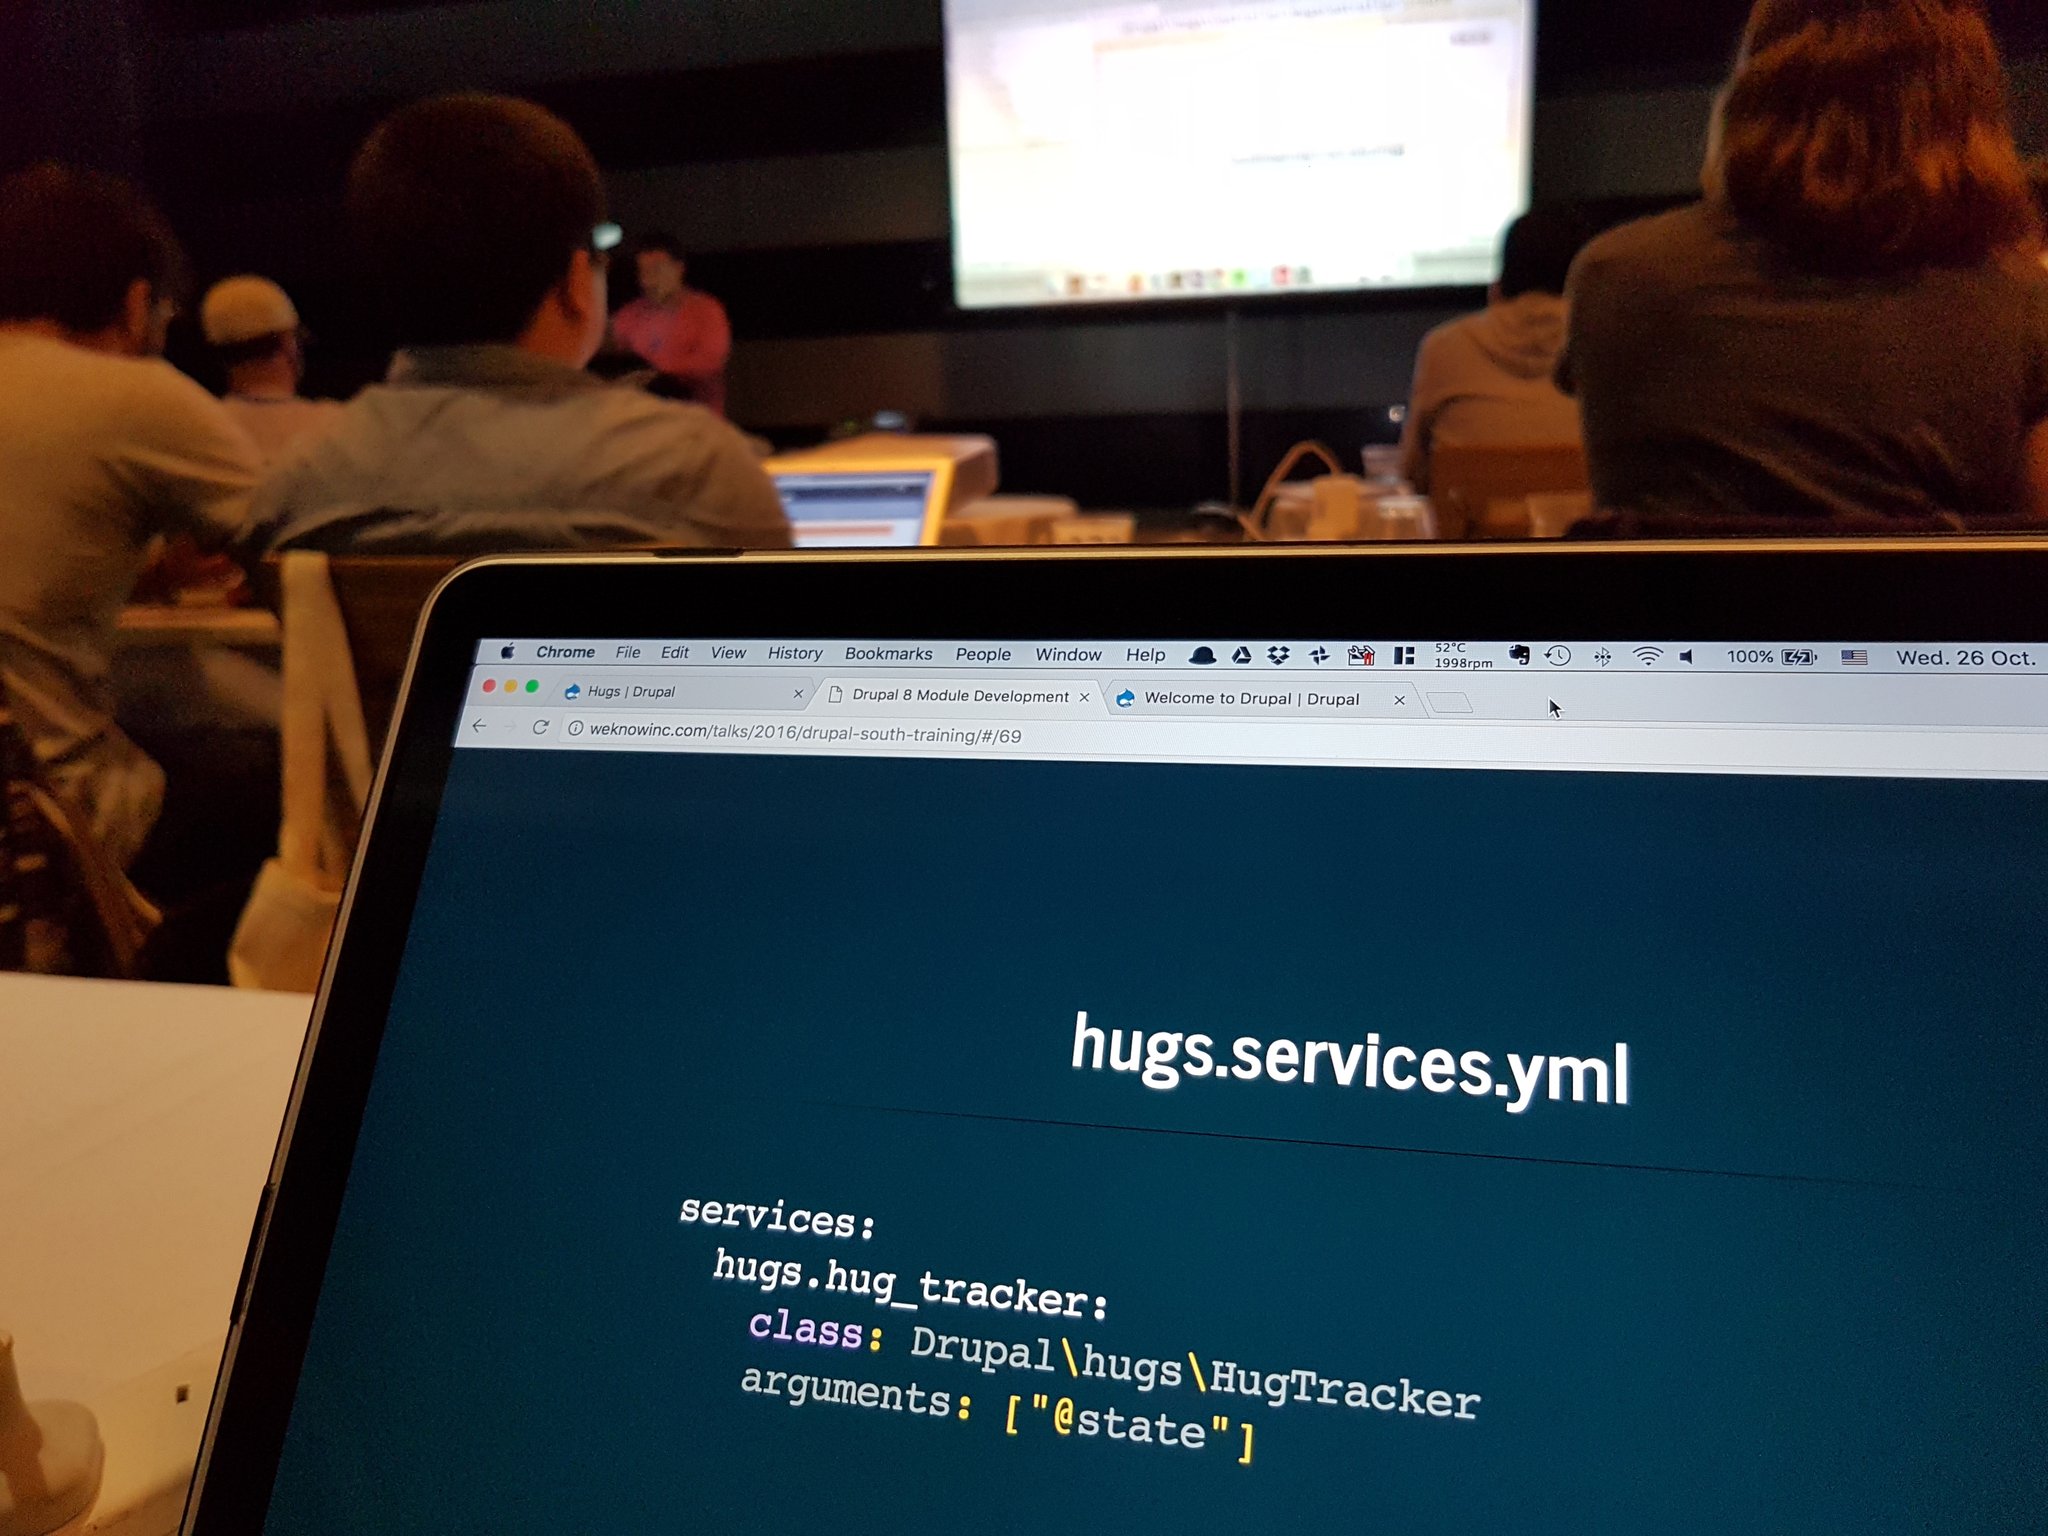 Chrome File Edit View History Bookmarks People Window Help 52°C 1998rpm 100% Wed. 26 Oct.
Hugs | Drupal Drupal 8 Module Development Welcome to Drupal | Drupal
weknowinc.com/talks/2016/drupal-south-training/#/69
hugs.services.yml
services:
hugs.hug_tracker:
class: Drupal\hugs\HugTracker
arguments: ["@state"]